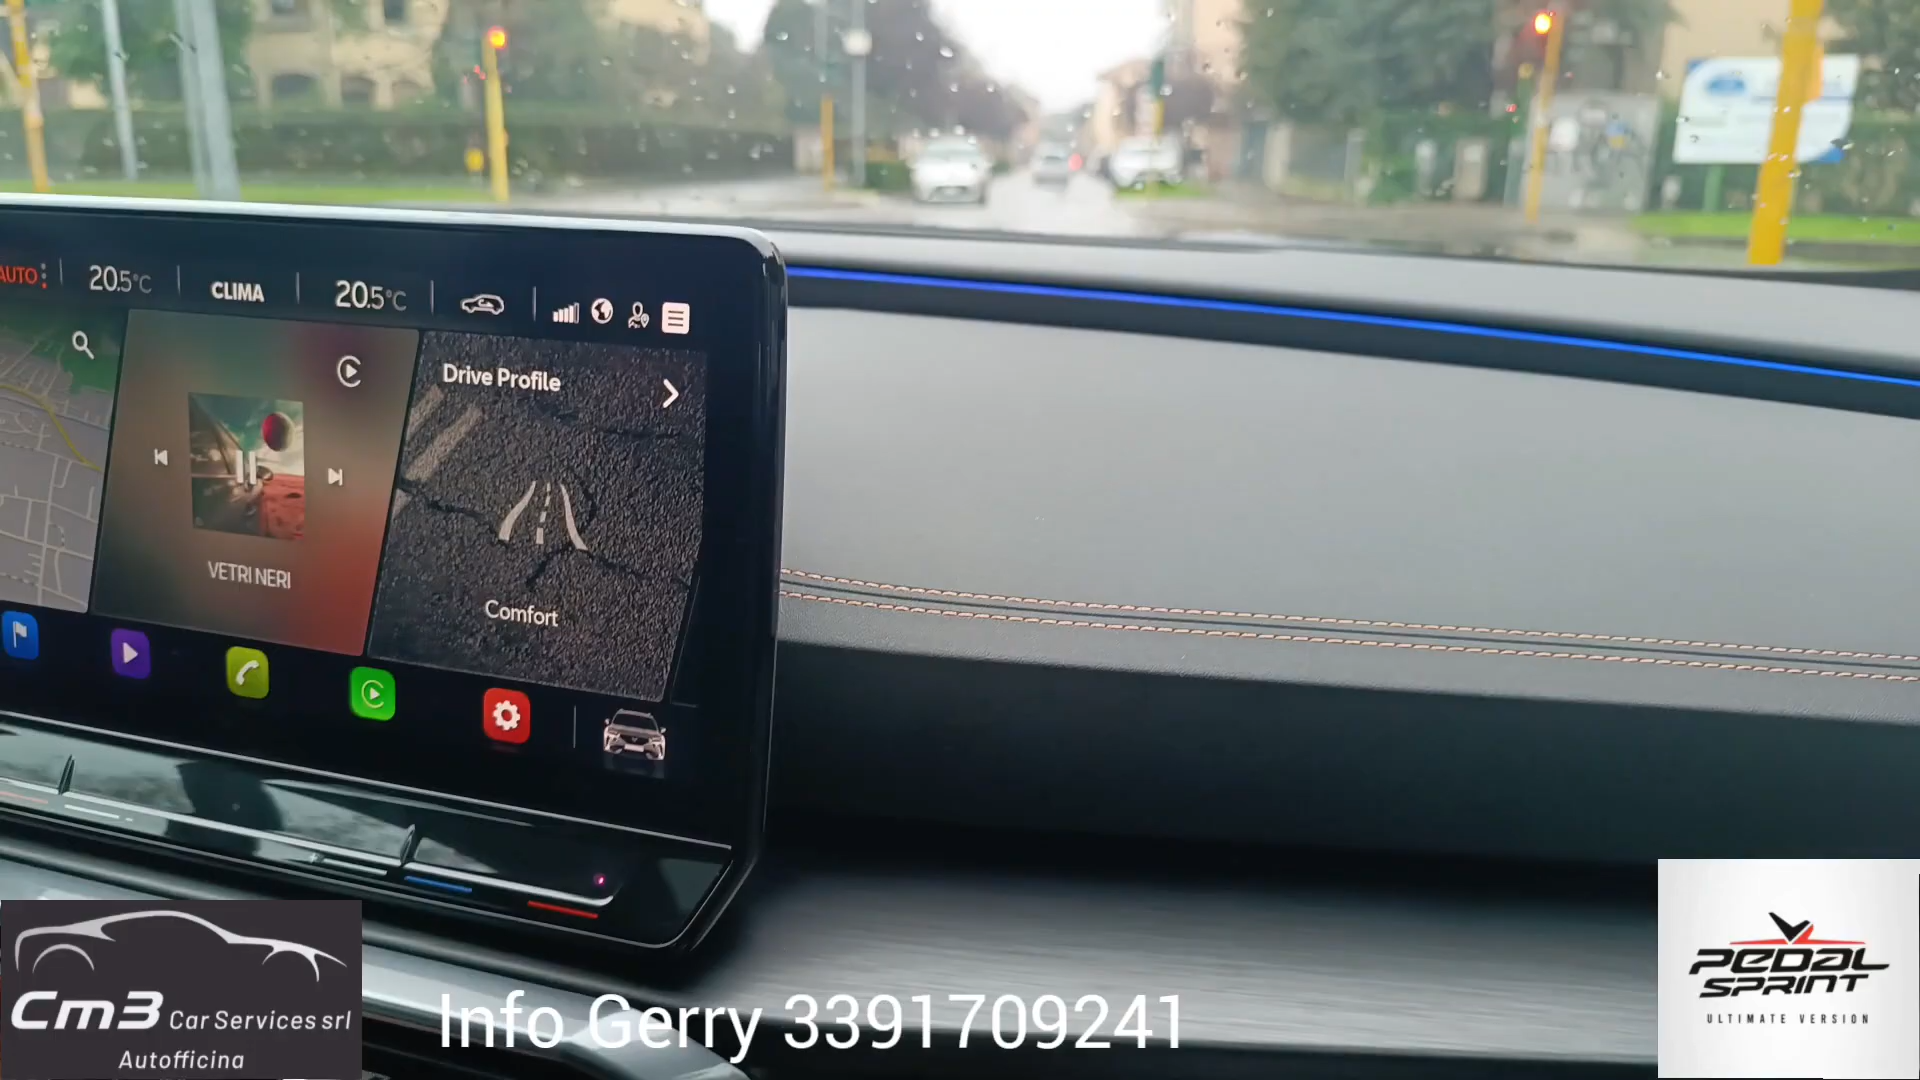 AUTO
20.5°C
CLIMA
20.5°C
Drive Profile
VETRI NERI
Comfort
Cm3 Car Services srl
Autofficina
Info Gerry 3391709241
PEDAL
SPRINT
ULTIMATE VERSION